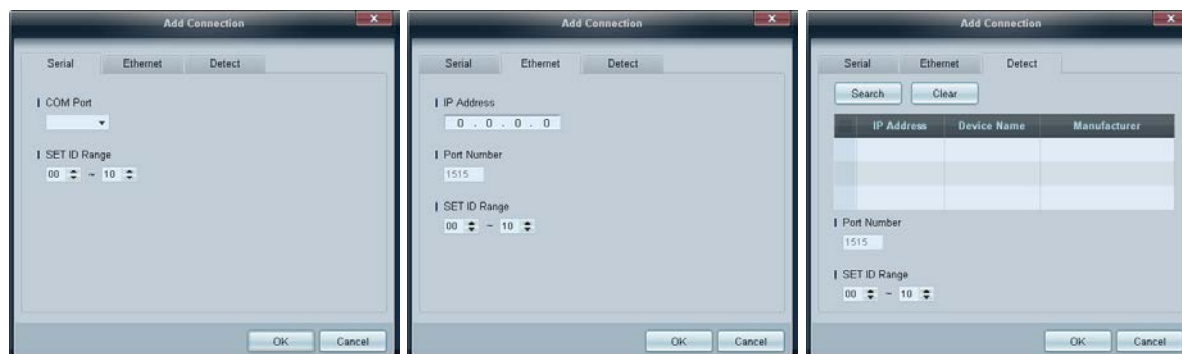 Add Connection
X
Serial Ethernet Detect
COM Port
SET ID Range
00 ~ 10
OK Cancel
Add Connection
X
Serial Ethernet Detect
IP Address
0 . 0 . 0 . 0
Port Number
1515
SET ID Range
00 ~ 10
OK Cancel
Add Connection
X
Serial Ethernet Detect
Search Clear
IP Address Device Name Manufacturer
Port Number
1515
SET ID Range
00 ~ 10
OK Cancel